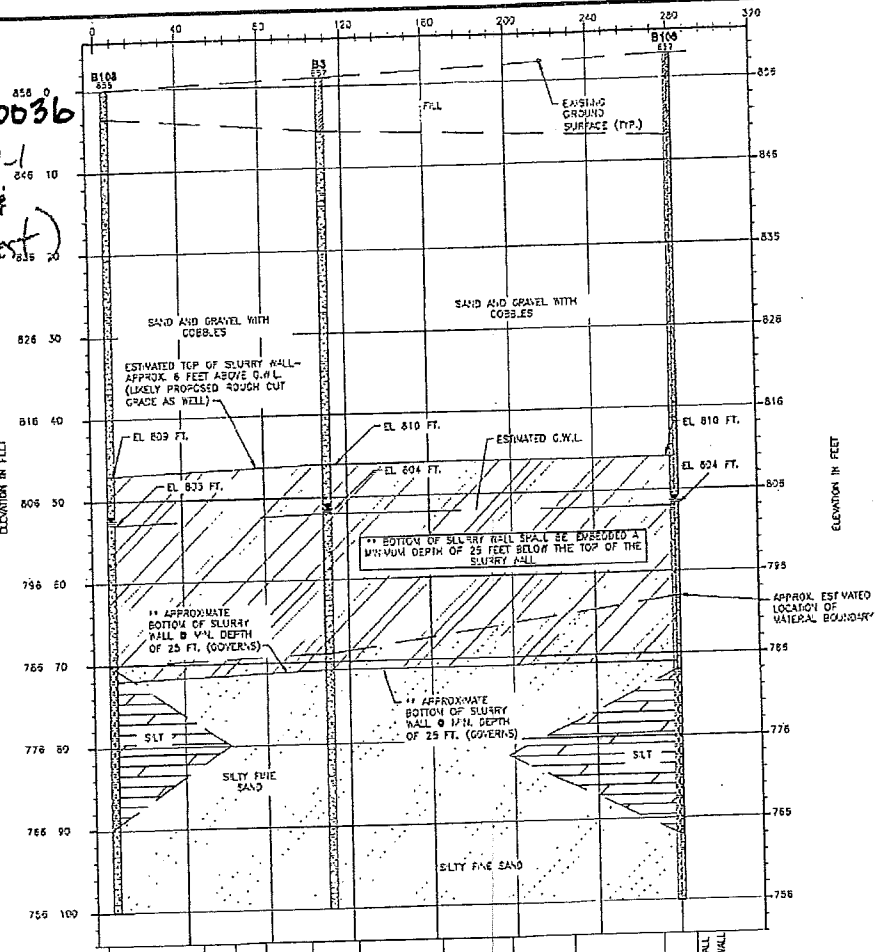 0 40 80 120 160 200 240 280 320
B108
855
B3
857
B109
857
0036
FILL
EXISTING
GROUND
SURFACE (TYP.)
856 0
846 10
835 20
826 30
816 40
806 50
796 60
786 70
776 80
766 90
756 100
ELEVATION IN FEET
855
845
835
825
815
805
795
785
775
765
755
ELEVATION IN FEET
SAND AND GRAVEL WITH
COBBLES
SAND AND GRAVEL WITH
COBBLES
ESTIMATED TOP OF SLURRY WALL-
APPROX. 6 FEET ABOVE G.W.L.
(LIKELY PROPOSED ROUGH CUT
GRADE AS WELL)
EL 809 FT.
EL 810 FT.
EL 810 FT.
ESTIMATED G.W.L.
EL 803 FT.
EL 804 FT.
EL 804 FT.
** BOTTOM OF SLURRY WALL SHALL BE EMBEDDED A
MINIMUM DEPTH OF 25 FEET BELOW THE TOP OF THE
SLURRY WALL
APPROX. ESTIMATED
LOCATION OF
MATERIAL BOUNDARY
** APPROXIMATE
BOTTOM OF SLURRY
WALL @ MIN. DEPTH
OF 25 FT. (GOVERNS)
** APPROXIMATE
BOTTOM OF SLURRY
WALL @ MIN. DEPTH
OF 25 FT. (GOVERNS)
SILT
SILT
SILTY FINE
SAND
SILTY FINE SAND